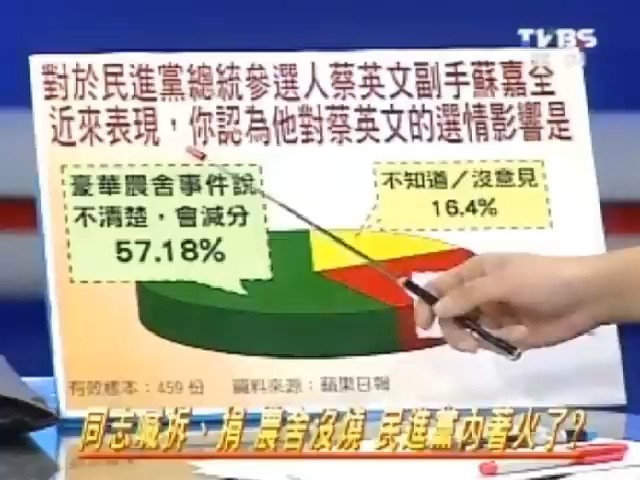 TVBS
對於民進黨總統參選人蔡英文副手蘇嘉全
近來表現，你認為他對蔡英文的選情影響是
豪華農舍事件說
不清楚，會減分
57.18%
不知道／沒意見
16.4%
有效樣本：459份 資料來源：蘋果日報
同志喊拆、捐 農舍沒燒 民進黨內著火了?